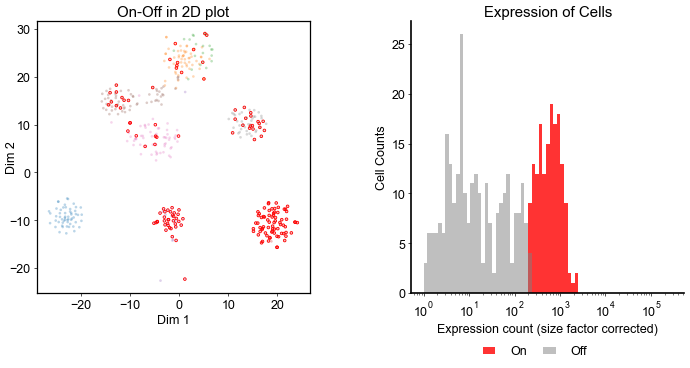 On-Off in 2D plot
30
20
10
0
−10
−20
Dim 2
−20
−10
0
10
20
Dim 1
Expression of Cells
25
20
15
10
5
0
Cell Counts
10^0
10^1
10^2
10^3
10^4
10^5
Expression count (size factor corrected)
On
Off